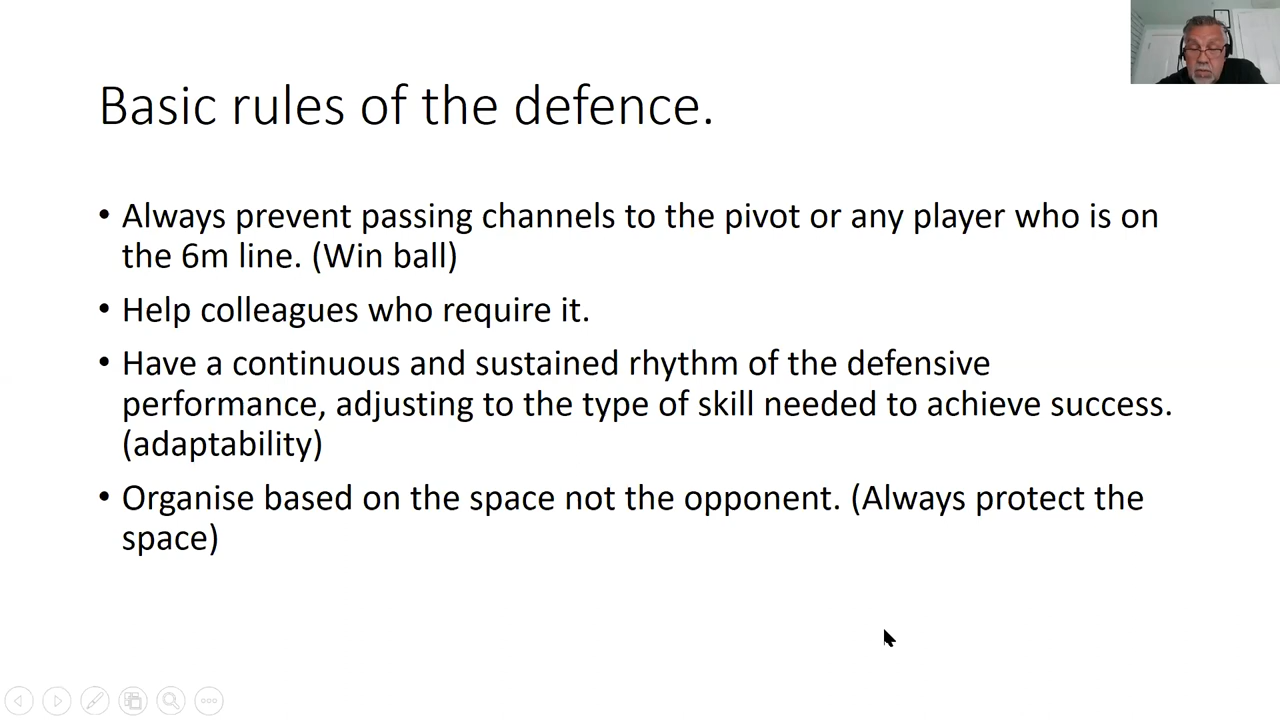 Basic rules of the defence.
• Always prevent passing channels to the pivot or any player who is on
the 6m line. (Win ball)
• Help colleagues who require it.
• Have a continuous and sustained rhythm of the defensive
performance, adjusting to the type of skill needed to achieve success.
(adaptability)
• Organise based on the space not the opponent. (Always protect the
space)